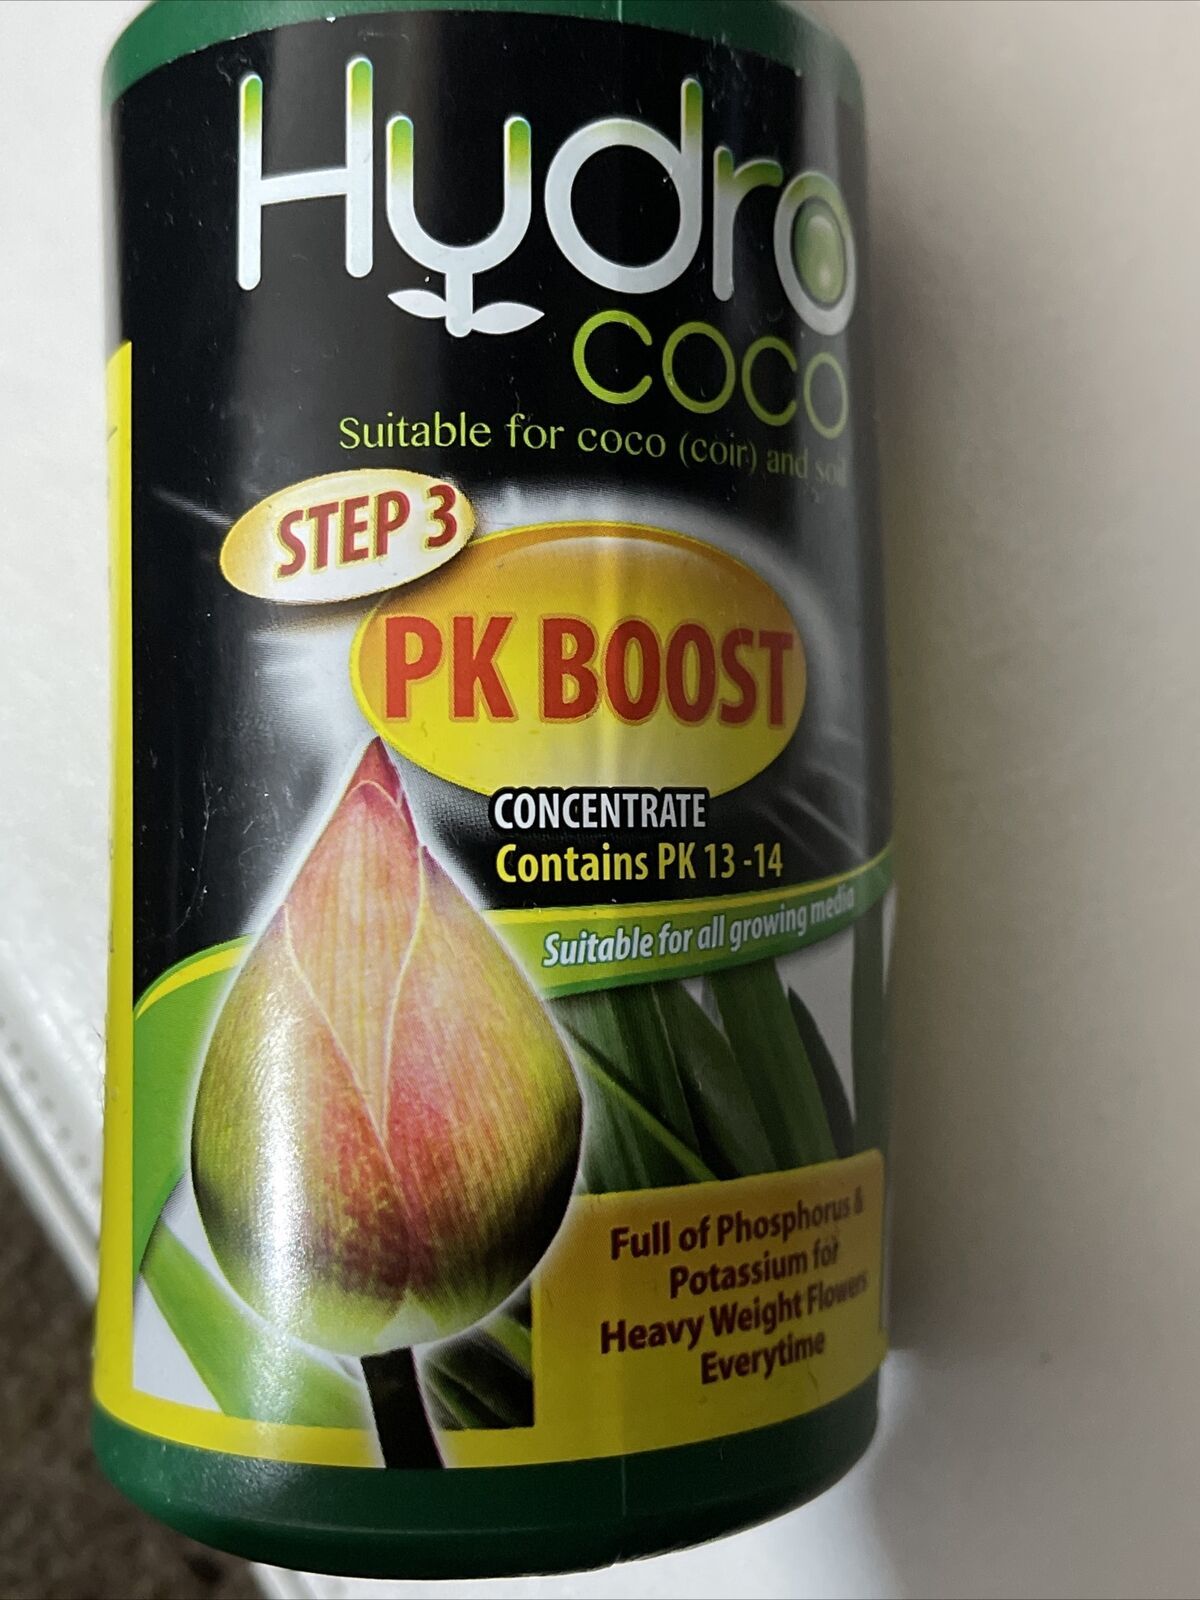 Hydro
coco
Suitable for coco (coir) and soil
STEP 3
PK BOOST
CONCENTRATE
Contains PK 13 -14
Suitable for all growing media
Full of Phosphorus &
Potassium for
Heavy Weight Flowers
Everytime